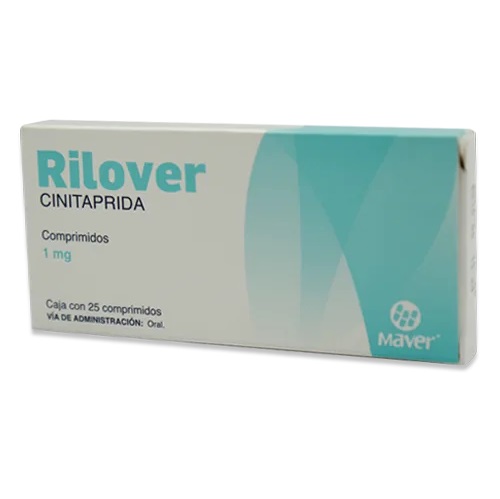 Rilover
CINITAPRIDA
Comprimidos
1 mg
Caja con 25 comprimidos
VÍA DE ADMINISTRACIÓN: Oral.
Maver